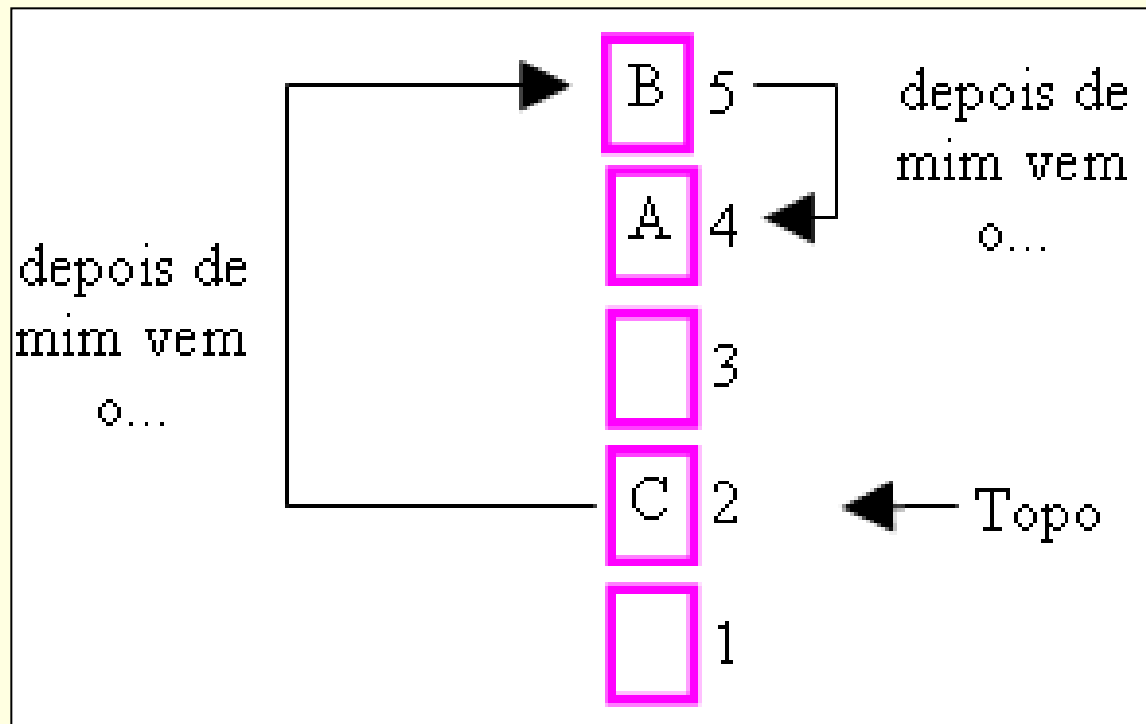 B 5
depois de
mim vem
o...
A 4
depois de
mim vem
o...
3
C 2
Topo
1